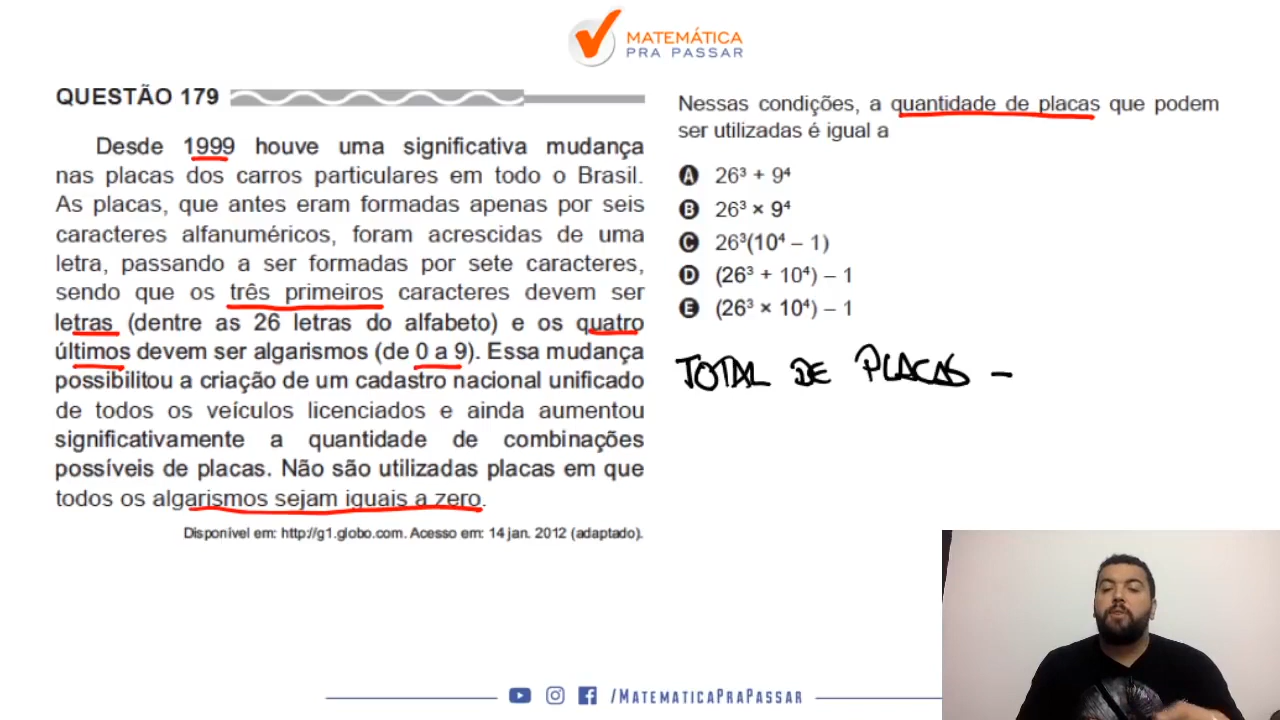 MATEMÁTICA
PRA PASSAR
QUESTÃO 179
Desde 1999 houve uma significativa mudança
nas placas dos carros particulares em todo o Brasil.
As placas, que antes eram formadas apenas por seis
caracteres alfanuméricos, foram acrescidas de uma
letra, passando a ser formadas por sete caracteres,
sendo que os três primeiros caracteres devem ser
letras (dentre as 26 letras do alfabeto) e os quatro
últimos devem ser algarismos (de 0 a 9). Essa mudança
possibilitou a criação de um cadastro nacional unificado
de todos os veículos licenciados e ainda aumentou
significativamente a quantidade de combinações
possíveis de placas. Não são utilizadas placas em que
todos os algarismos sejam iguais a zero.
Disponível em: http://g1.globo.com. Acesso em: 14 jan. 2012 (adaptado).
Nessas condições, a quantidade de placas que podem
ser utilizadas é igual a
A 26³ + 9⁴
B 26³ × 9⁴
C 26³(10⁴ – 1)
D (26³ + 10⁴) – 1
E (26³ × 10⁴) – 1
TOTAL DE PLACAS –
/MATEMATICAPRAPASSAR